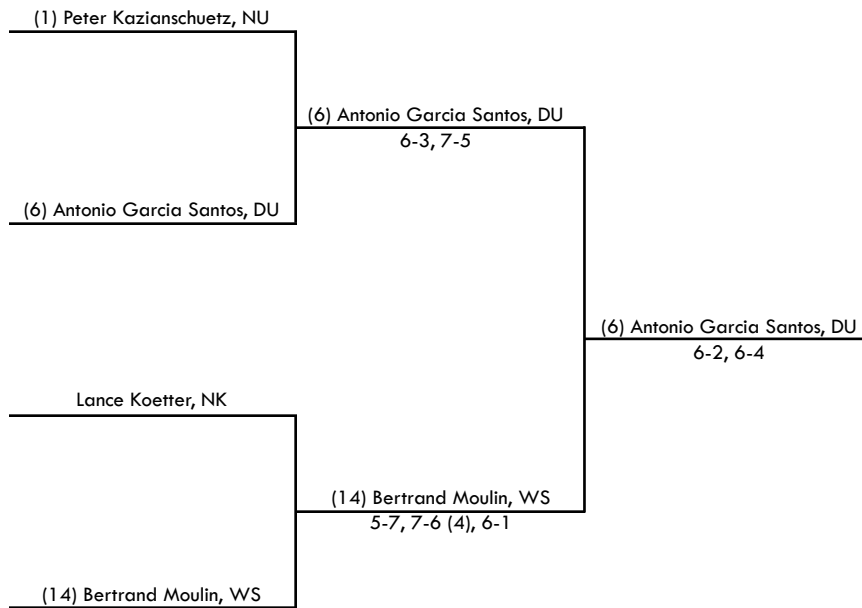 (1) Peter Kazianschuetz, NU
(6) Antonio Garcia Santos, DU
6-3, 7-5
(6) Antonio Garcia Santos, DU
(6) Antonio Garcia Santos, DU
6-2, 6-4
Lance Koetter, NK
(14) Bertrand Moulin, WS
5-7, 7-6 (4), 6-1
(14) Bertrand Moulin, WS